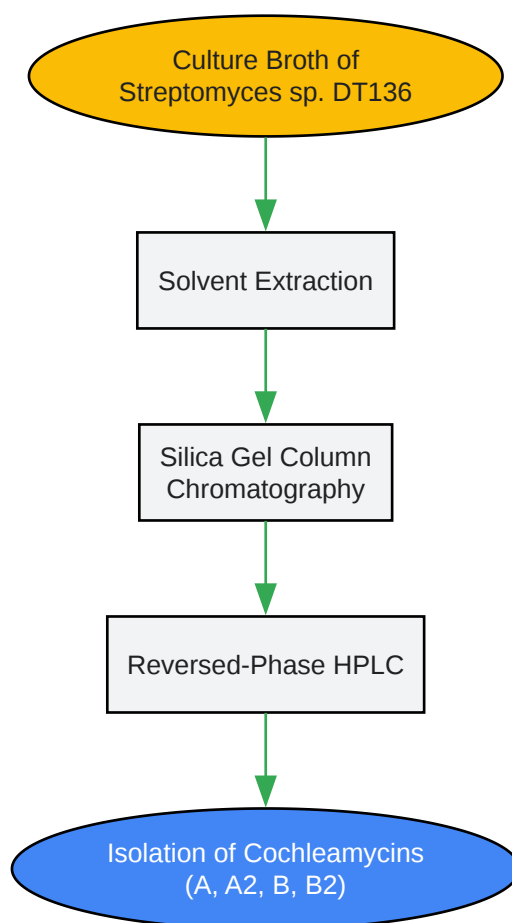 Culture Broth of
Streptomyces sp. DT136
Solvent Extraction
Silica Gel Column
Chromatography
Reversed-Phase HPLC
Isolation of Cochleamycins
(A, A2, B, B2)